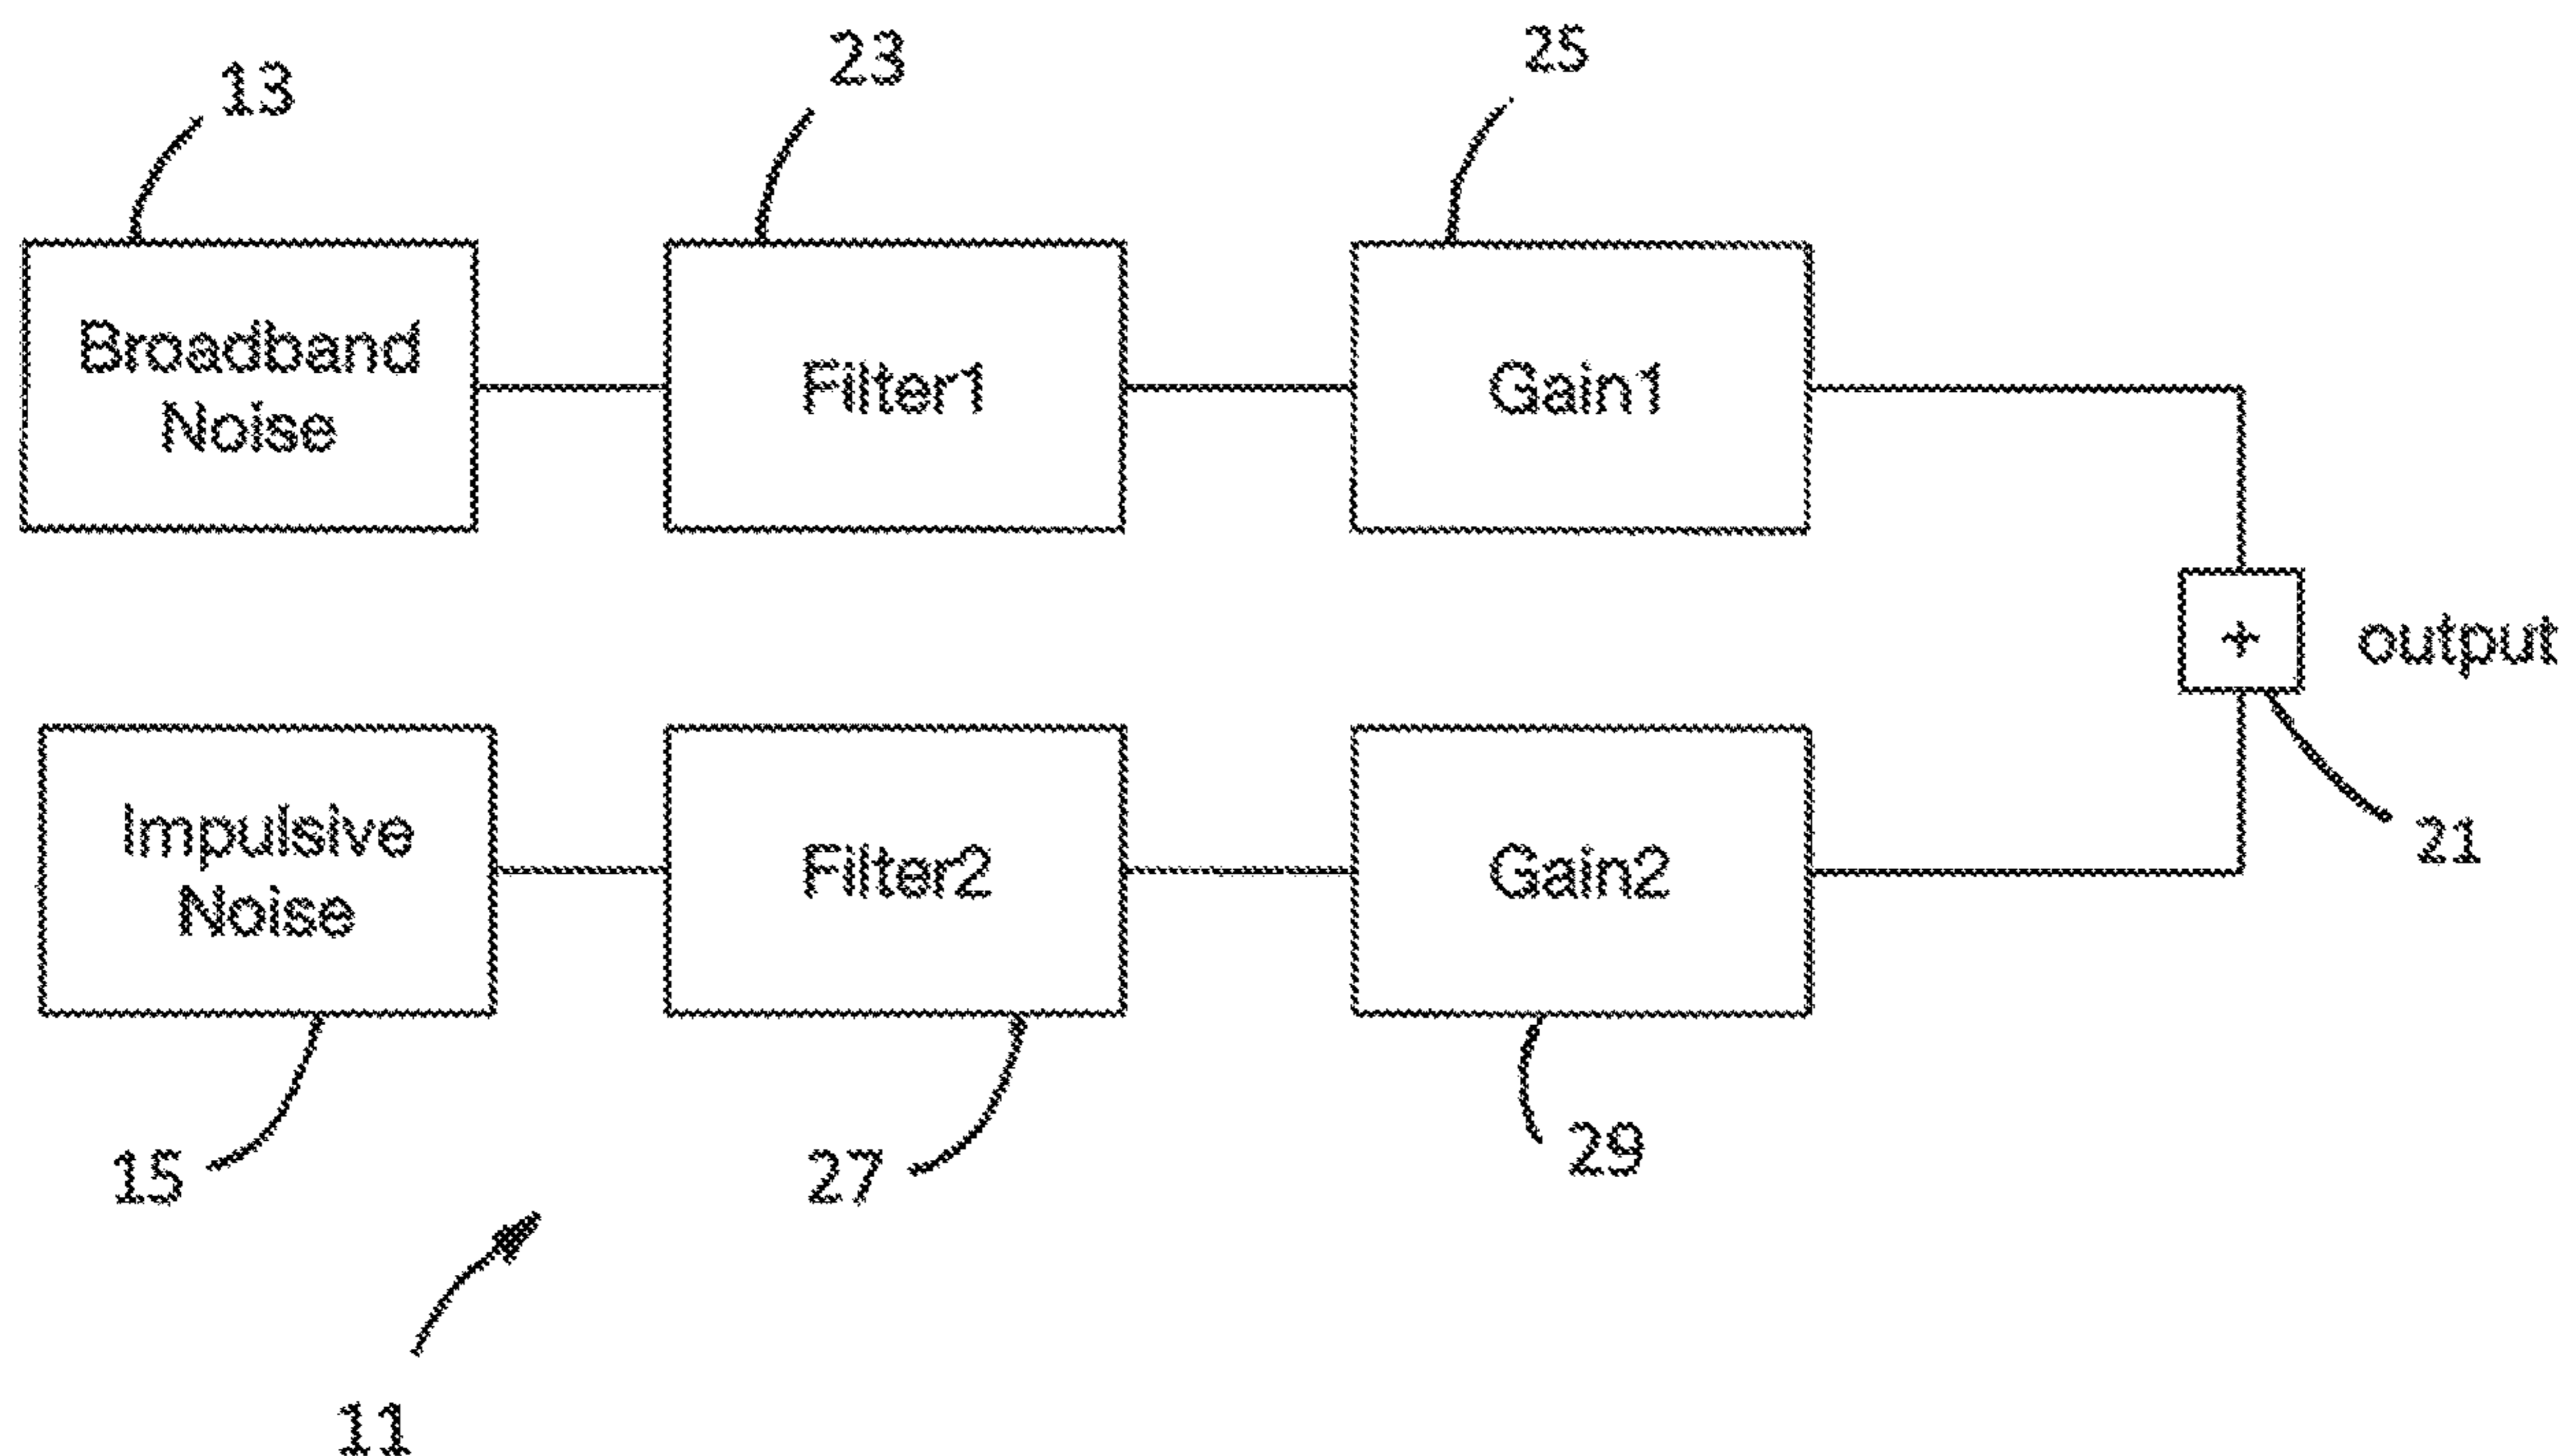 13
23
25
Broadband
Noise
Filter1
Gain1
+
output
Impulsive
Noise
Filter2
Gain2
21
15
27
29
11